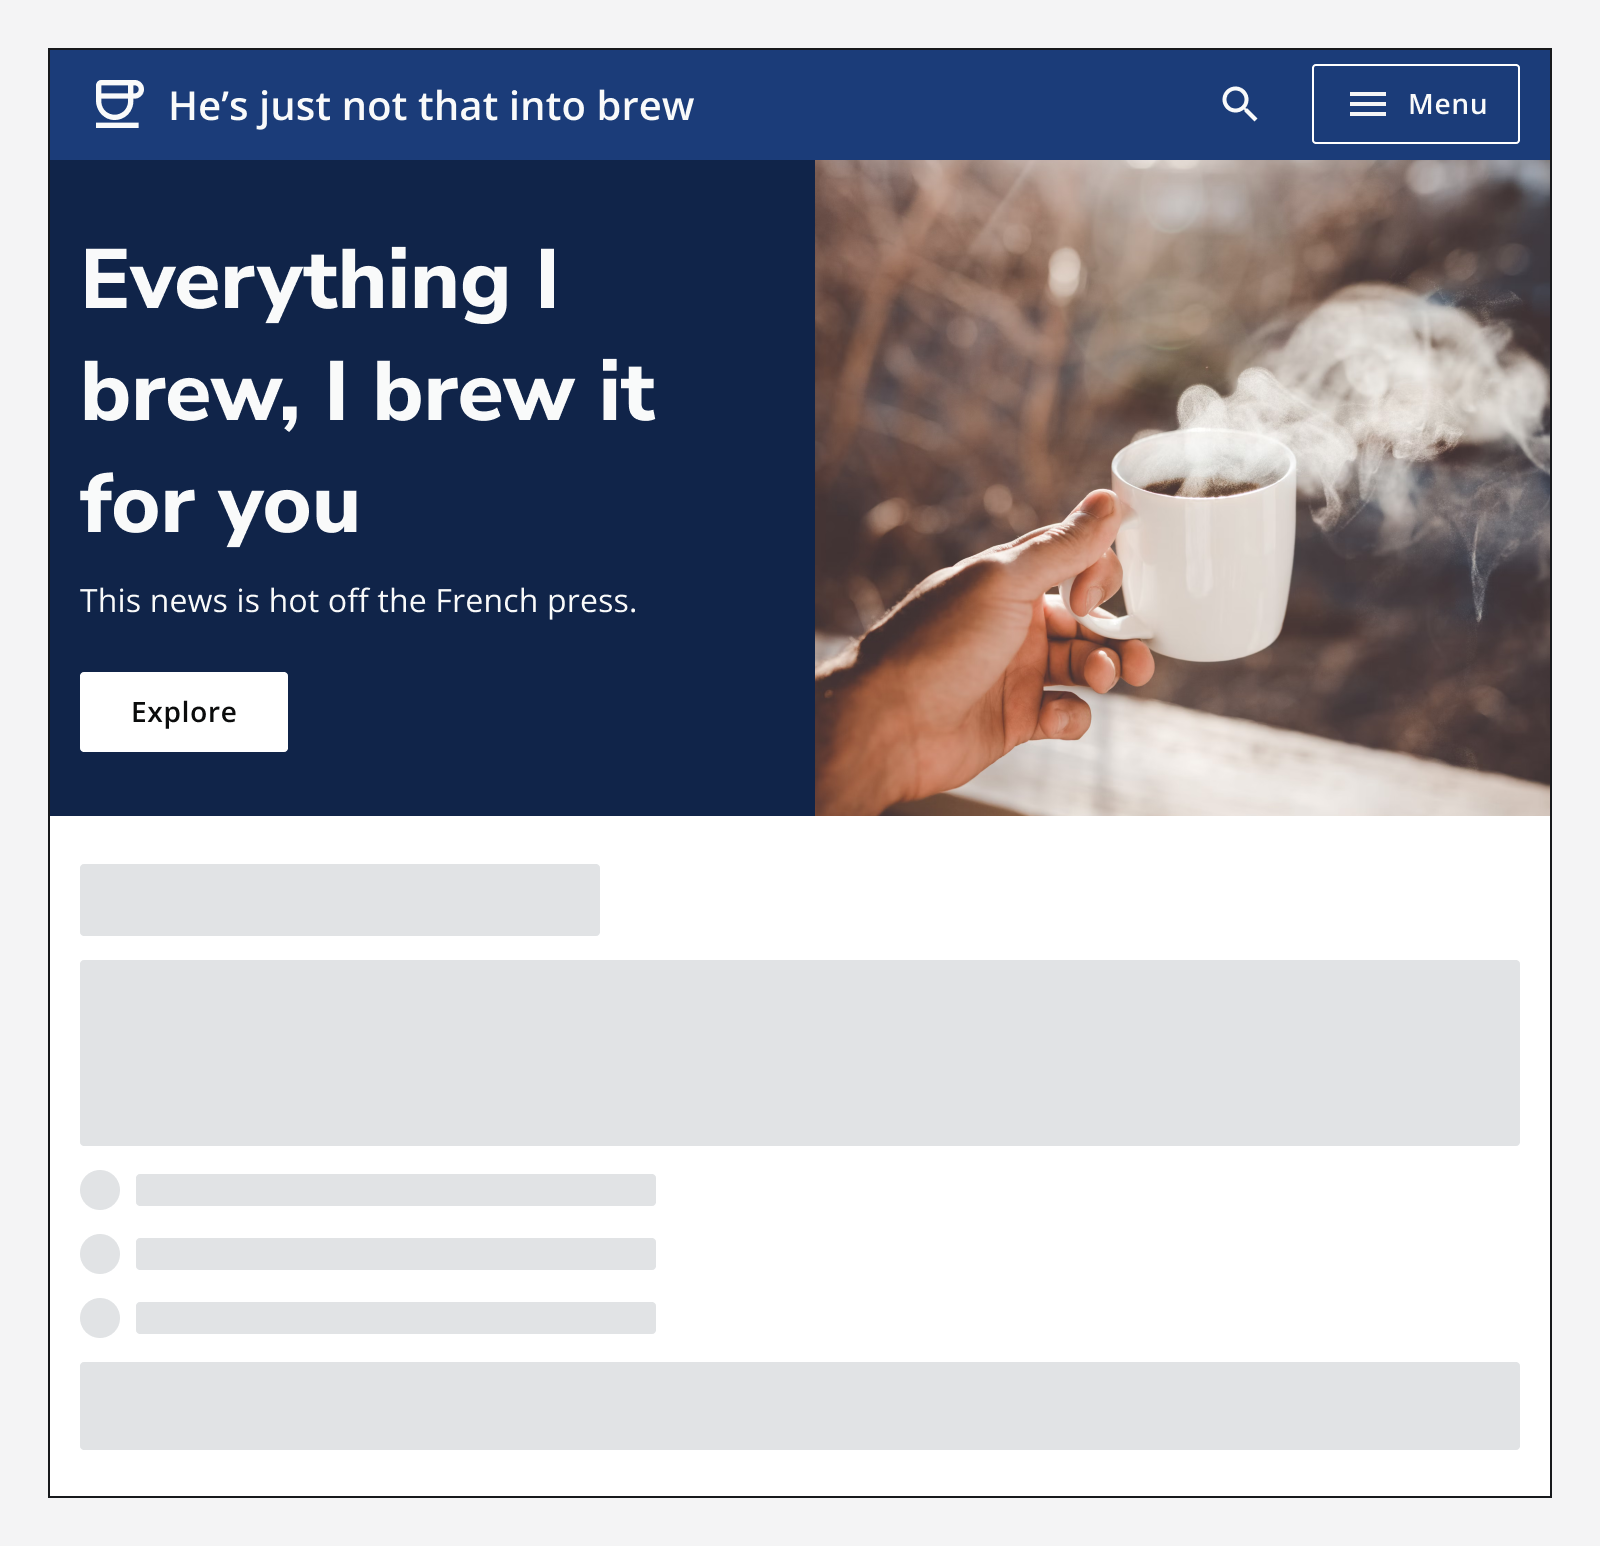 He’s just not that into brew
Menu
Everything I
brew, I brew it
for you
This news is hot off the French press.
Explore